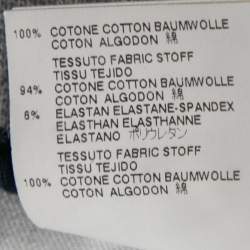 100% COTONE COTTON BAUMWOLLE
COTON ALGODON 綿
TESSUTO FABRIC STOFF
TISSU TEJIDO
94% COTONE COTTON BAUMWOLLE
COTON ALGODON 綿
6% ELASTAN ELASTANE-SPANDEX
ELASTHAN ELASTHANNE
ELASTANO ポリウレタン
TESSUTO FABRIC STOFF
TISSU TEJIDO
100% COTONE COTTON BAUMWOLLE
COTON ALGODON 綿